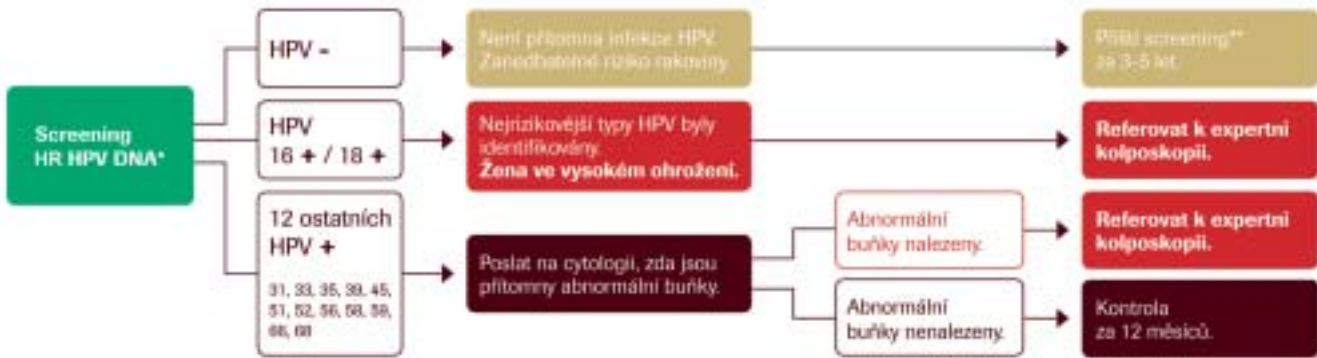 Screening
HR HPV DNA*
HPV -
Není přítomna infekce HPV.
Zanedbatelné riziko rakoviny.
Příští screening**
za 3-5 let.
HPV
16 + / 18 +
Nejrizikovější typy HPV byly
identifikovány.
Žena ve vysokém ohrožení.
Referovat k expertní
kolposkopii.
12 ostatních
HPV +
31, 33, 35, 39, 45,
51, 52, 56, 58, 59,
66, 68
Poslat na cytologii, zda jsou
přítomny abnormální buňky.
Abnormální
buňky nalezeny.
Referovat k expertní
kolposkopii.
Abnormální
buňky nenalezeny.
Kontrola
za 12 měsíců.